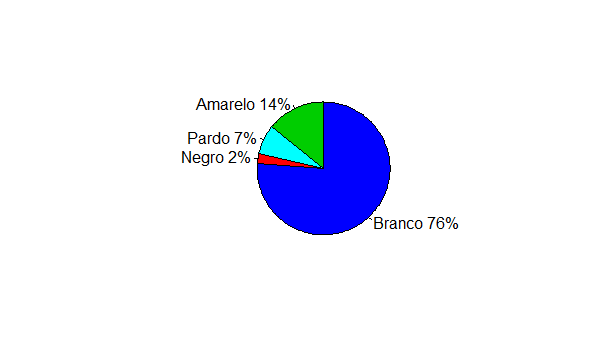 Amarelo 14%
Pardo 7%
Negro 2%
Branco 76%